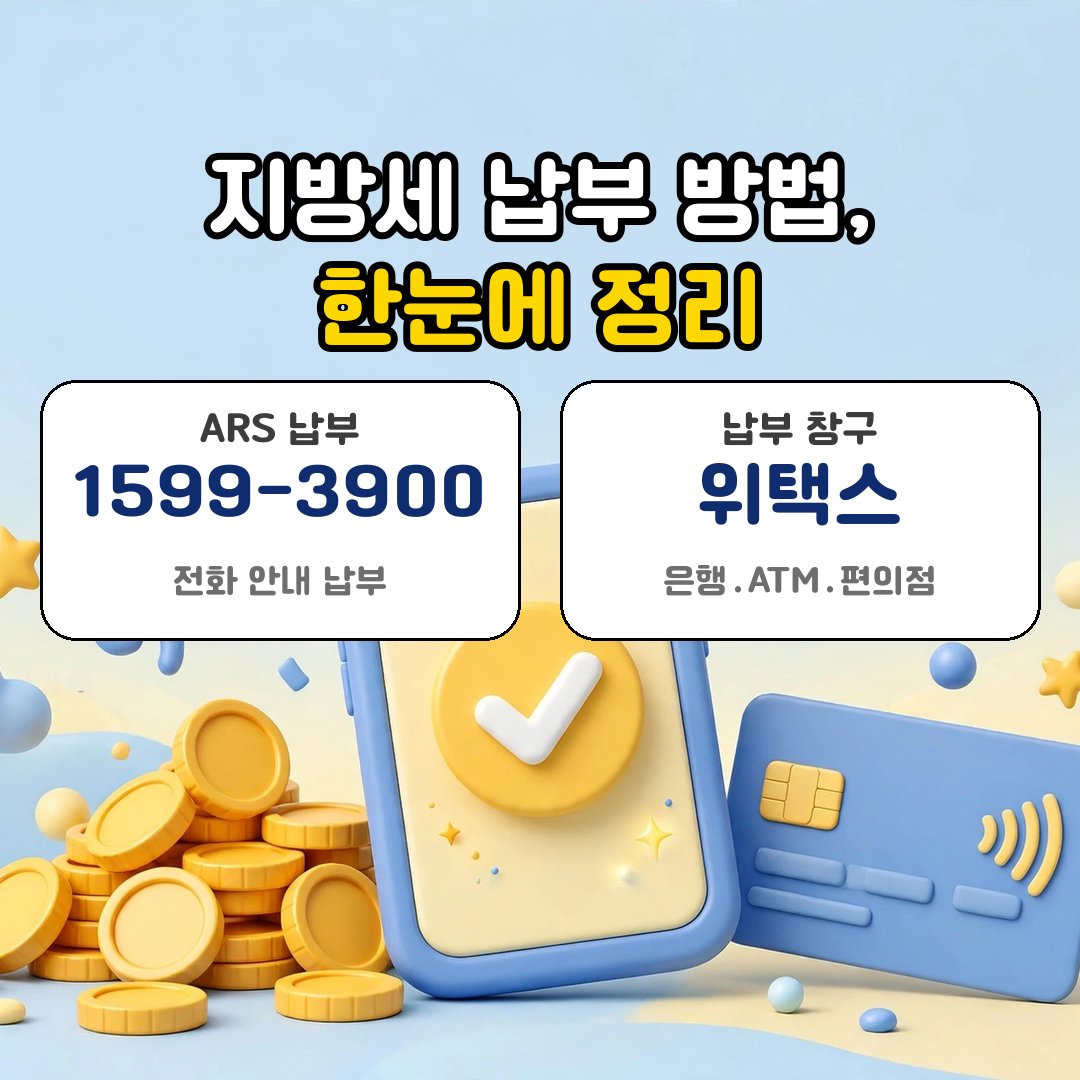 지방세 납부 방법,
한눈에 정리
ARS 납부
1599-3900
전화 안내 납부
납부 창구
위택스
은행.ATM.편의점